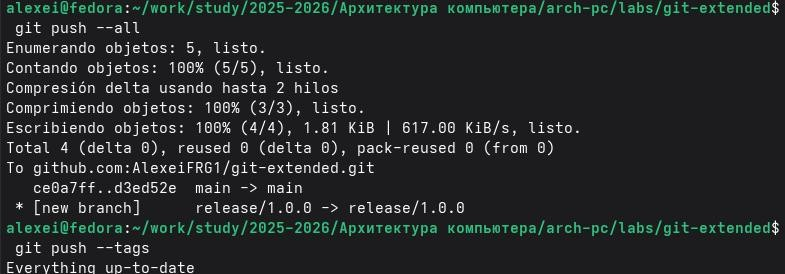 alexei@fedora:~/work/study/2025-2026/Архитектура компьютера/arch-pc/labs/git-extended$
git push --all
Enumerando objetos: 5, listo.
Contando objetos: 100% (5/5), listo.
Compresión delta usando hasta 2 hilos
Comprimiendo objetos: 100% (3/3), listo.
Escribiendo objetos: 100% (4/4), 1.81 KiB | 617.00 KiB/s, listo.
Total 4 (delta 0), reused 0 (delta 0), pack-reused 0 (from 0)
To github.com:AlexeiFRG1/git-extended.git
   ce0a7ff..d3ed52e  main -> main
 * [new branch]      release/1.0.0 -> release/1.0.0
alexei@fedora:~/work/study/2025-2026/Архитектура компьютера/arch-pc/labs/git-extended$
git push --tags
Everything up-to-date